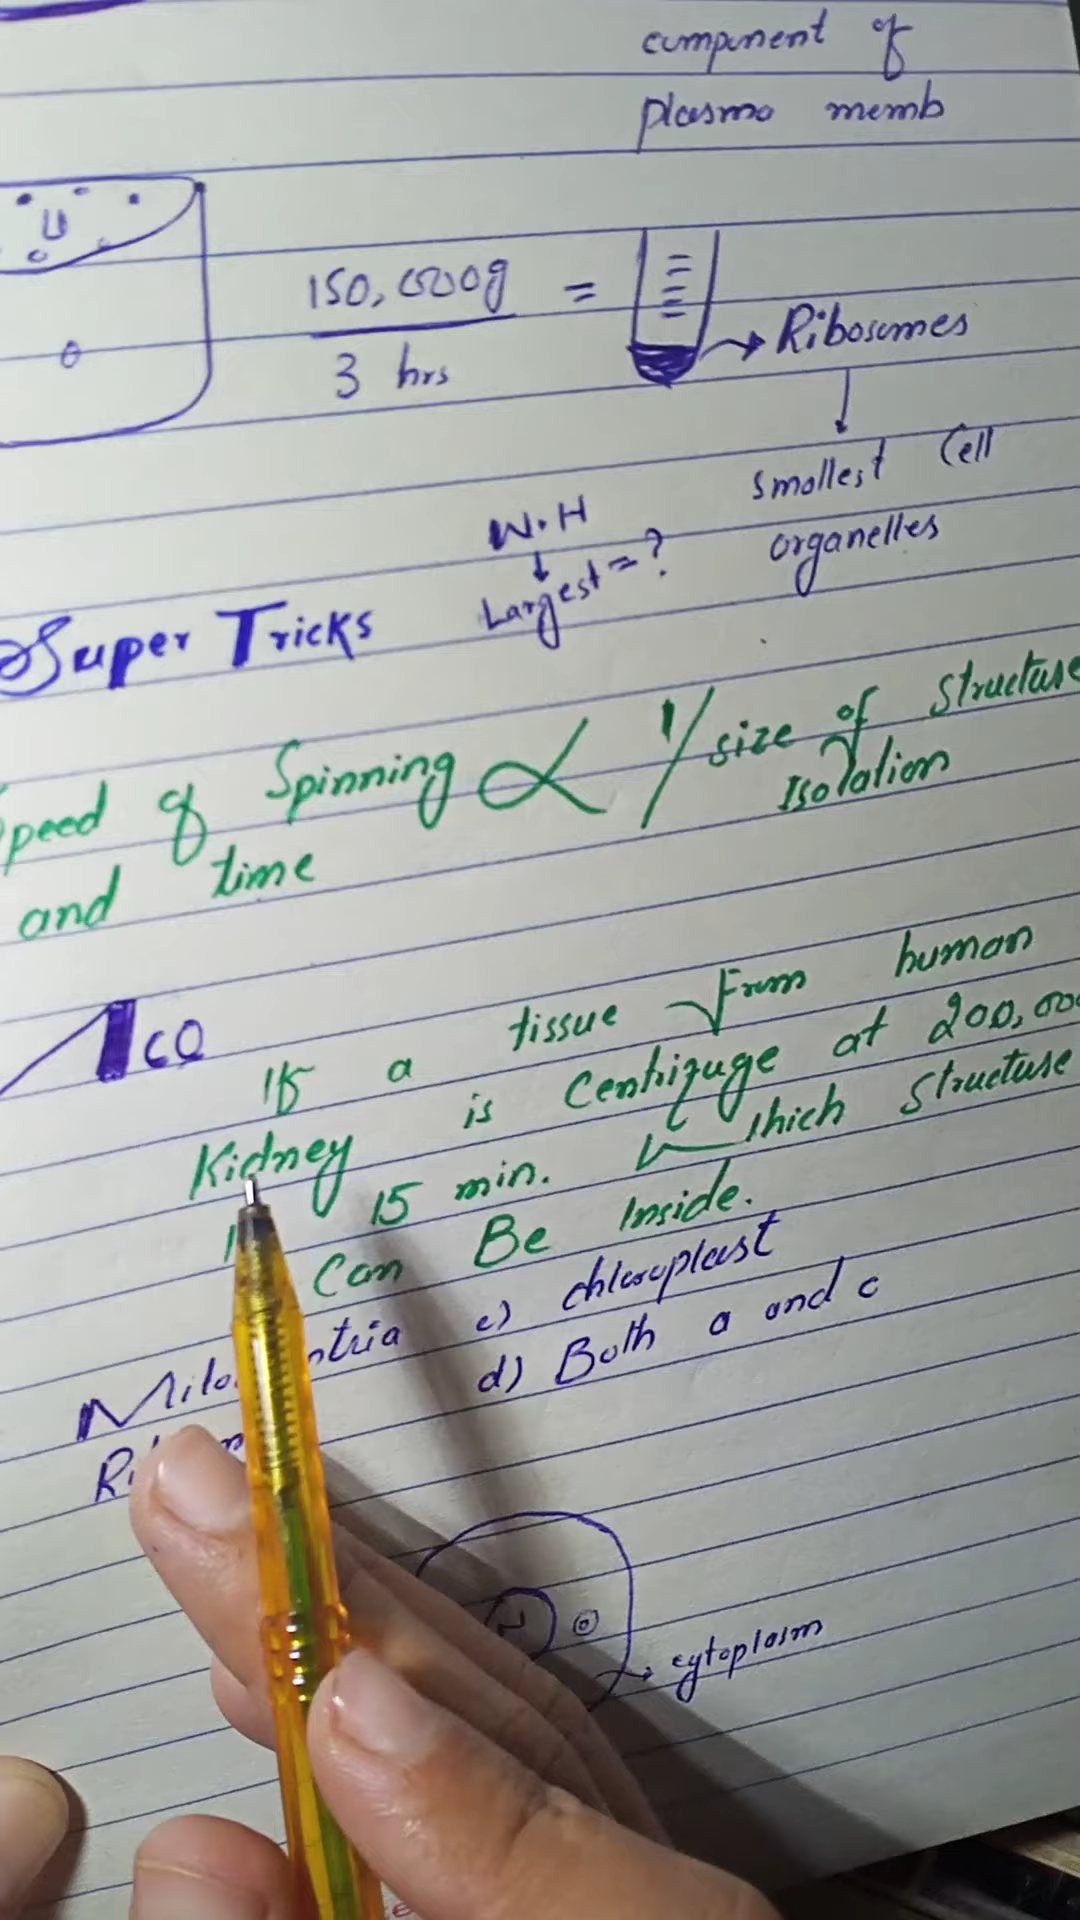 component of
plasma memb
U
150,000g
=
3 hrs
Ribosomes
Smallest Cell
organelles
W.H
Largest = ?
Super Tricks
Speed of Spinning ∝ 1/size of Structure
and time
Isolation
MCQ
If a tissue From human
Kidney is Centrifuge at 200,000
15 min. Which Structure
Can Be Inside.
c) chloroplast
d) Both a and c
cytoplasm